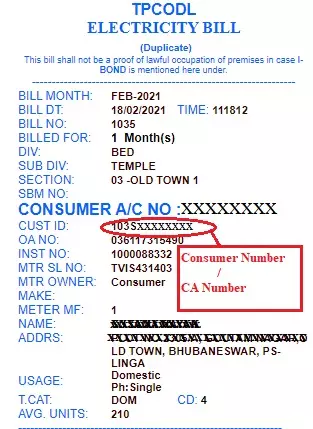 TPCODL
ELECTRICITY BILL
(Duplicate)
This bill shall not be a proof of lawful occupation of premises in case I-
BOND is mentioned here under.
BILL MONTH: FEB-2021
BILL DT: 18/02/2021 TIME: 111812
BILL NO: 1035
BILLED FOR: 1 Month(s)
DIV: BED
SUB DIV: TEMPLE
SECTION: 03 -OLD TOWN 1
SBM NO:
CONSUMER A/C NO :XXXXXXXX
CUST ID: 103SXXXXXXXX
OA NO: 036117315490
INST NO: 1000088332
MTR SL NO: TVIS431403
MTR OWNER: Consumer
MAKE:
METER MF: 1
NAME:
ADDRS:
LD TOWN, BHUBANESWAR, PS-
LINGA
USAGE: Domestic
Ph:Single
T.CAT: DOM CD: 4
AVG. UNITS: 210
Consumer Number
/
CA Number